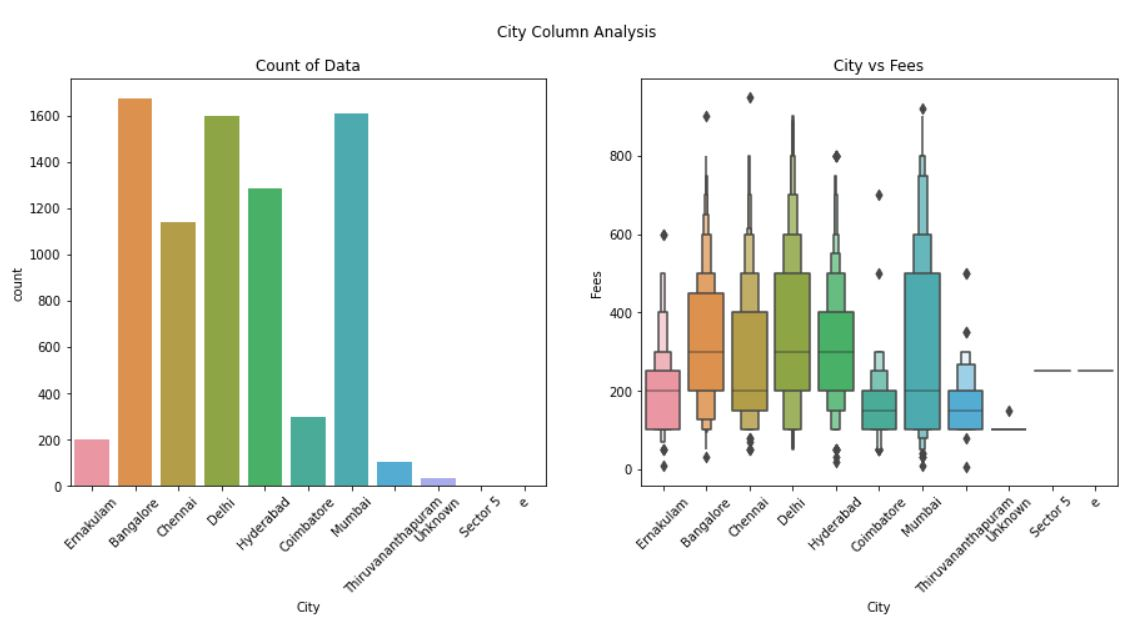 City Column Analysis
Count of Data
count
1600
1400
1200
1000
800
600
400
200
0
Ernakulam
Bangalore
Chennai
Delhi
Hyderabad
Coimbatore
Mumbai
Thiruvananthapuram
Unknown
Sector 5
e
City
City vs Fees
Fees
800
600
400
200
0
Ernakulam
Bangalore
Chennai
Delhi
Hyderabad
Coimbatore
Mumbai
Thiruvananthapuram
Unknown
Sector 5
e
City